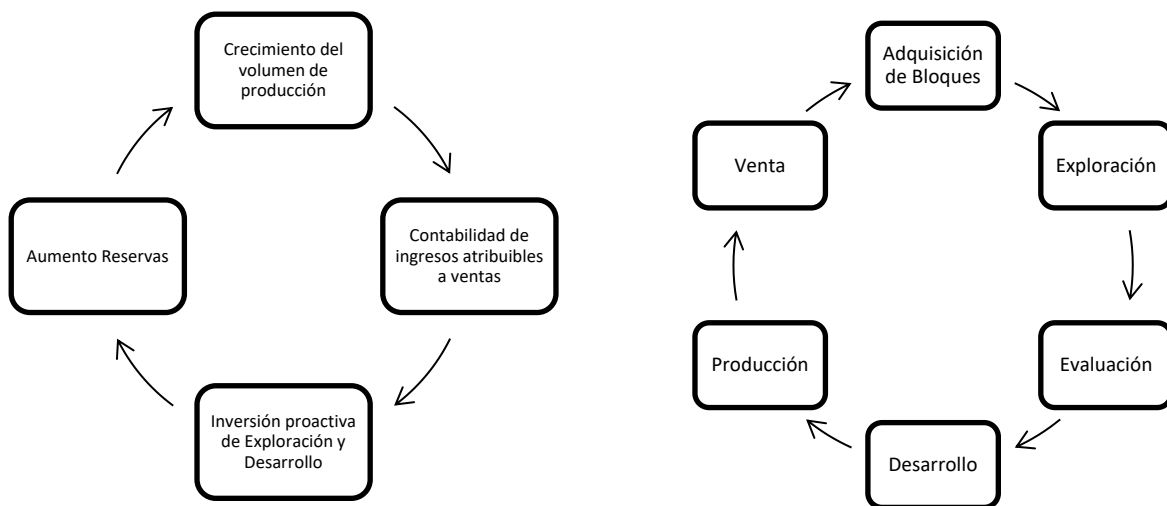 Crecimiento del
volumen de
producción
Contabilidad de
ingresos atribuibles
a ventas
Inversión proactiva
de Exploración y
Desarrollo
Aumento Reservas
Adquisición
de Bloques
Exploración
Evaluación
Desarrollo
Producción
Venta